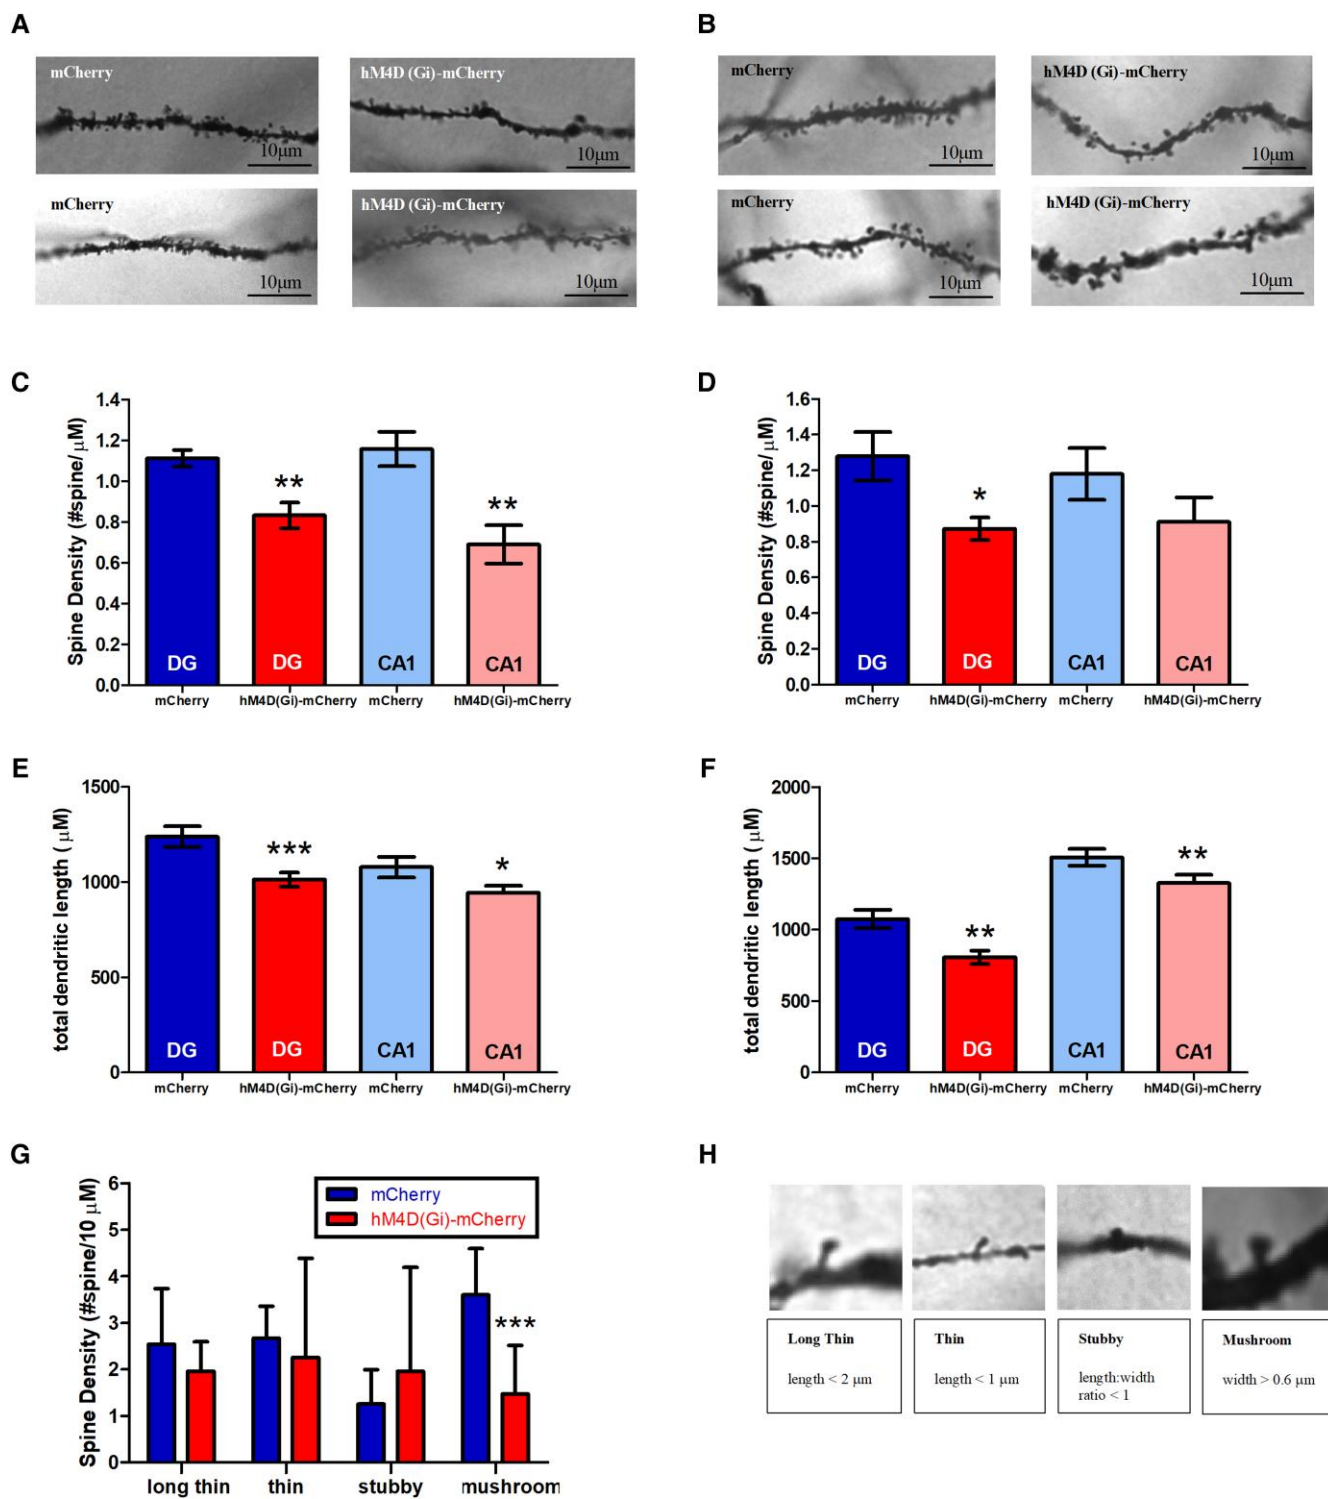 A
B
mCherry
hM4D (Gi)-mCherry
mCherry
hM4D (Gi)-mCherry
10μm
10μm
10μm
10μm
mCherry
hM4D (Gi)-mCherry
mCherry
hM4D (Gi)-mCherry
10μm
10μm
10μm
10μm
C
Spine Density (#spine/ μM)
1.4
1.2
1.0
0.8
0.6
0.4
0.2
0.0
**
**
DG
DG
CA1
CA1
mCherry
hM4D(Gi)-mCherry
mCherry
hM4D(Gi)-mCherry
D
Spine Density (#spine/ μM)
1.6
1.4
1.2
1.0
0.8
0.6
0.4
0.2
0.0
*
DG
DG
CA1
CA1
mCherry
hM4D(Gi)-mCherry
mCherry
hM4D(Gi)-mCherry
E
total dendritic length ( μM)
1500
1000
500
0
***
*
DG
DG
CA1
CA1
mCherry
hM4D(Gi)-mCherry
mCherry
hM4D(Gi)-mCherry
F
total dendritic length ( μM)
2000
1500
1000
500
0
**
**
DG
DG
CA1
CA1
mCherry
hM4D(Gi)-mCherry
mCherry
hM4D(Gi)-mCherry
G
Spine Density (#spine/10 μM)
6
5
4
3
2
1
0
mCherry
hM4D(Gi)-mCherry
***
long thin
thin
stubby
mushroom
H
Long Thin
length < 2 μm
Thin
length < 1 μm
Stubby
length:width
ratio < 1
Mushroom
width > 0.6 μm